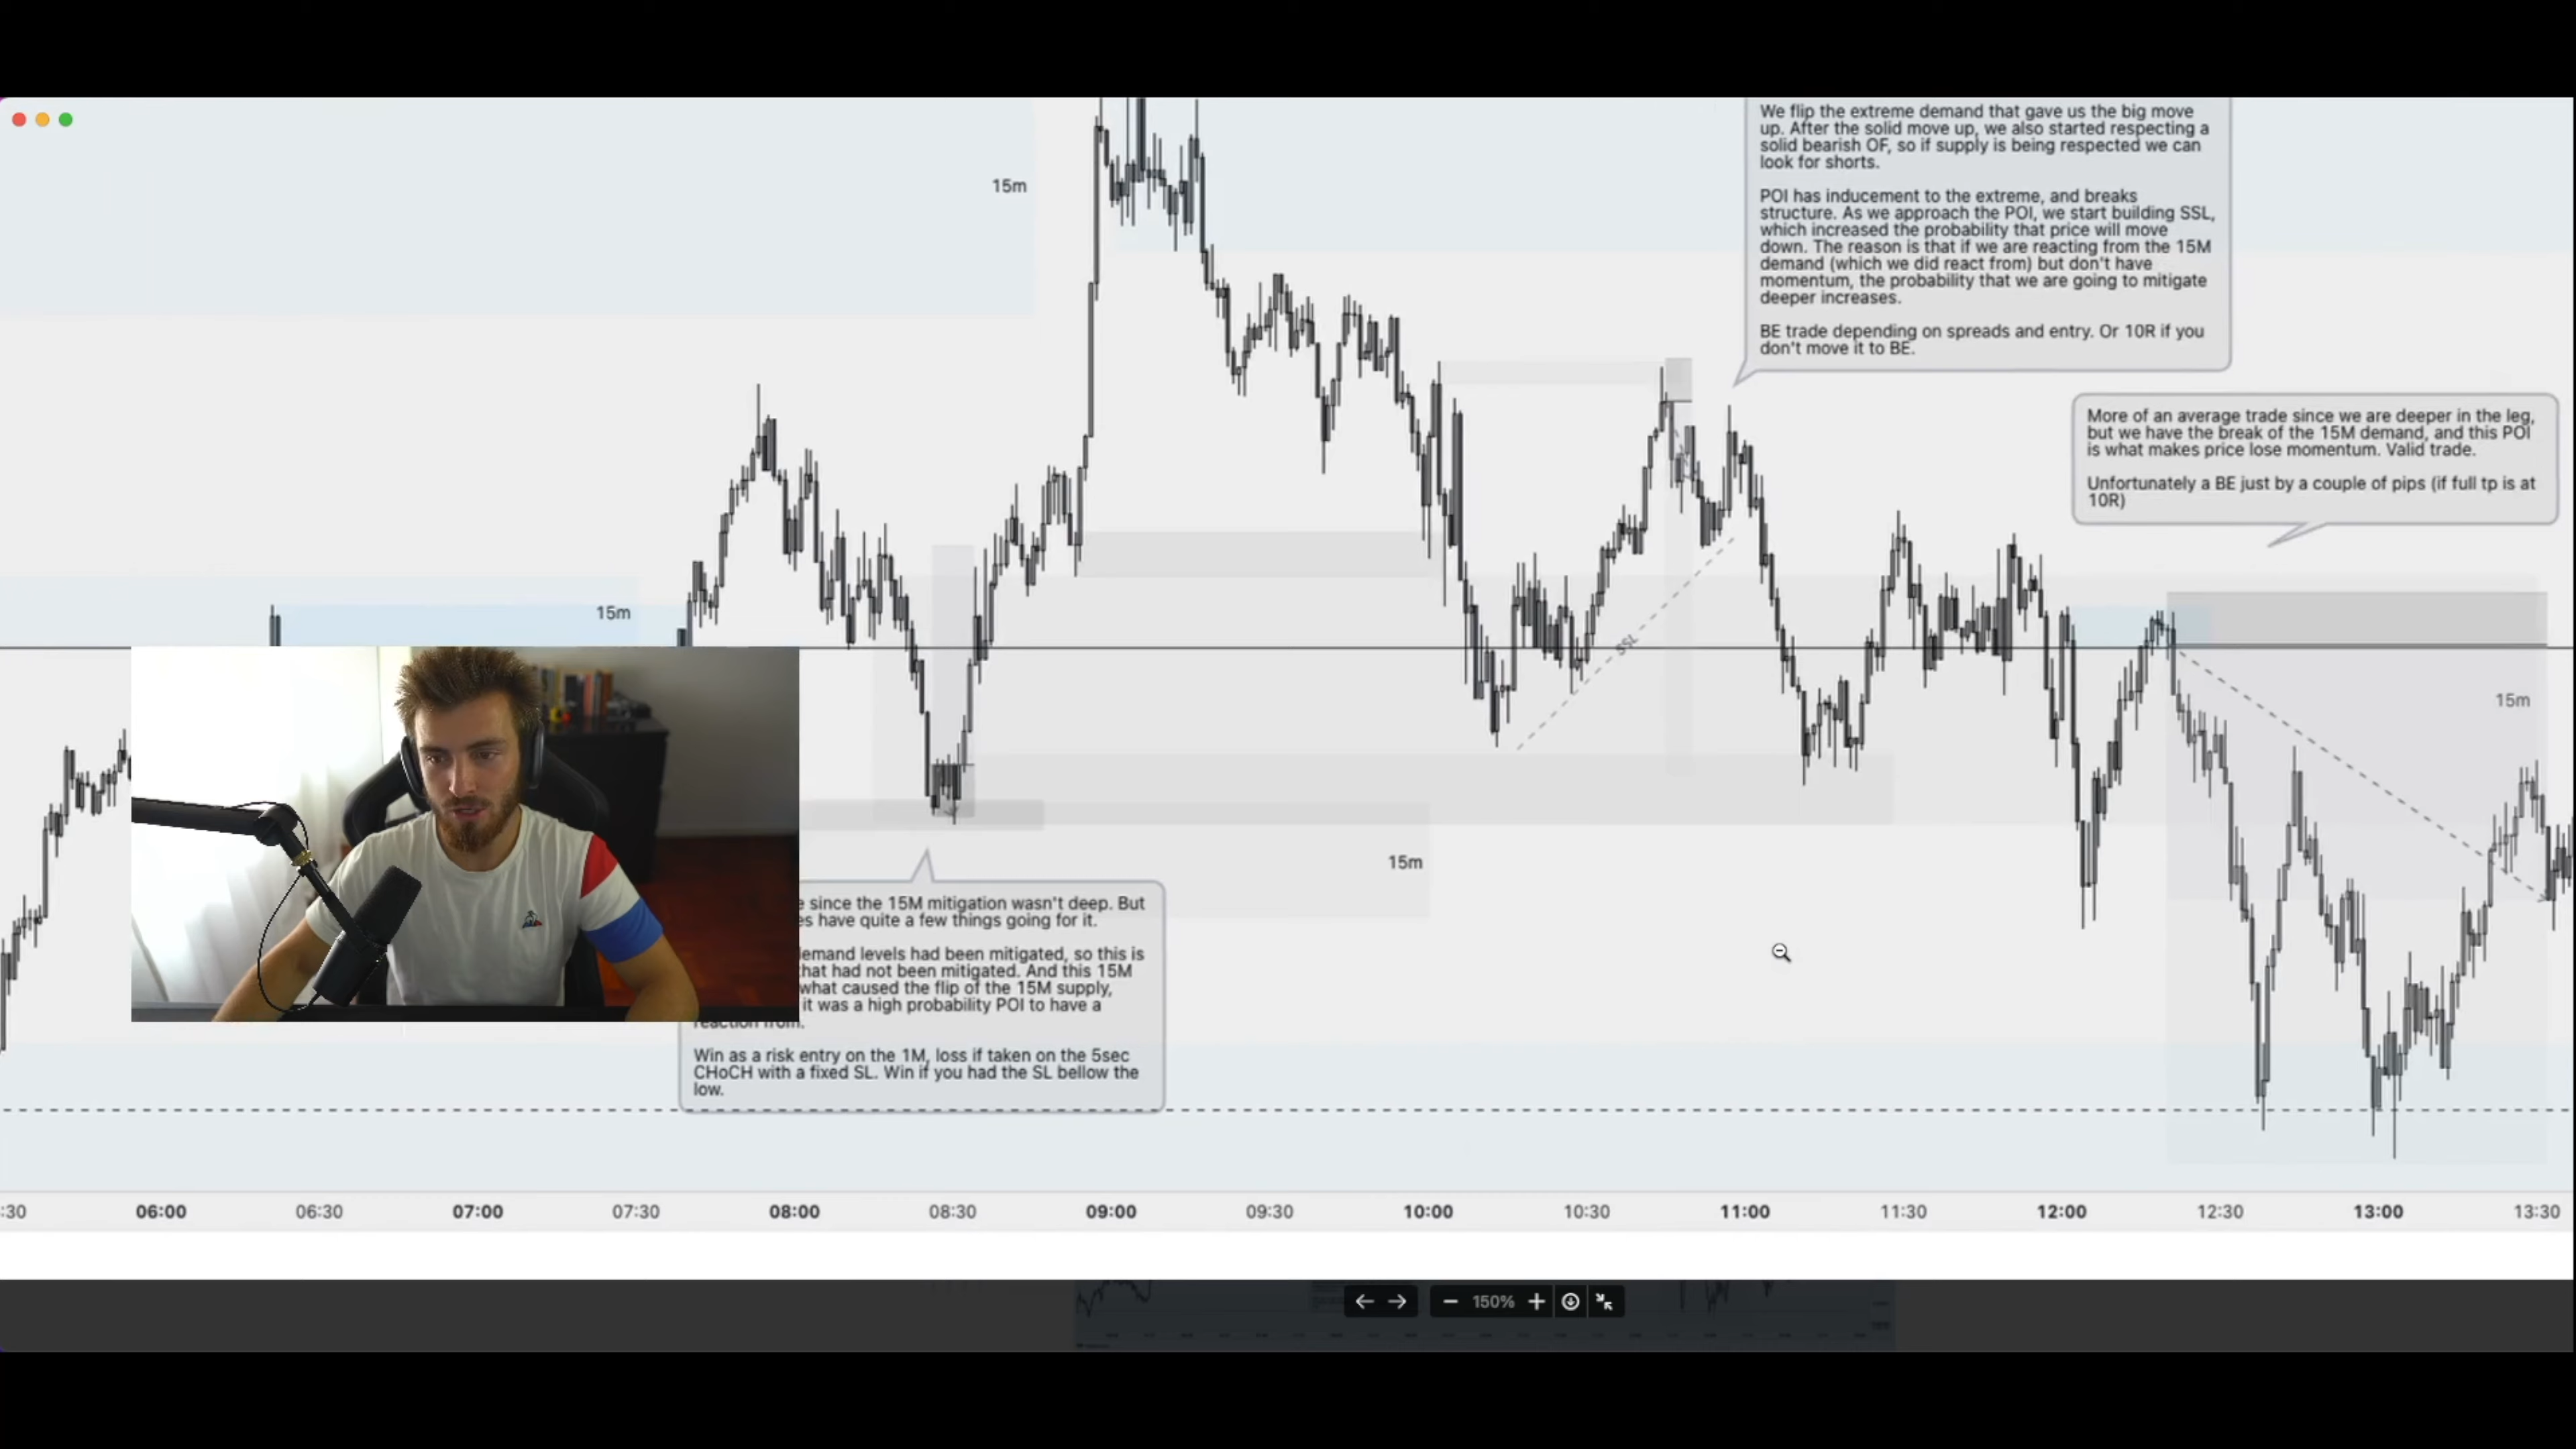 We flip the extreme demand that gave us the big move
up. After the solid move up, we also started respecting a
solid bearish OF, so if supply is being respected we can
look for shorts.
POI has inducement to the extreme, and breaks
structure. As we approach the POI, we start building SSL,
which increased the probability that price will move
down. The reason is that if we are reacting from the 15M
demand (which we did react from) but don't have
momentum, the probability that we are going to mitigate
deeper increases.
BE trade depending on spreads and entry. Or 10R if you
don't move it to BE.
15m
More of an average trade since we are deeper in the leg,
but we have the break of the 15M demand, and this POI
is what makes price lose momentum. Valid trade.
Unfortunately a BE just by a couple of pips (if full tp is at
10R)
15m
SSL
15m
15m
since the 15M mitigation wasn't deep. But
have quite a few things going for it.
levels had been mitigated, so this is
that had not been mitigated. And this 15M
what caused the flip of the 15M supply,
it was a high probability POI to have a
reaction from.
Win as a risk entry on the 1M, loss if taken on the 5sec
CHoCH with a fixed SL. Win if you had the SL bellow the
low.
:30 06:00 06:30 07:00 07:30 08:00 08:30 09:00 09:30 10:00 10:30 11:00 11:30 12:00 12:30 13:00 13:30
150%